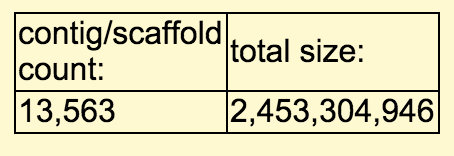 contig/scaffold
count:
total size:
13,563
2,453,304,946